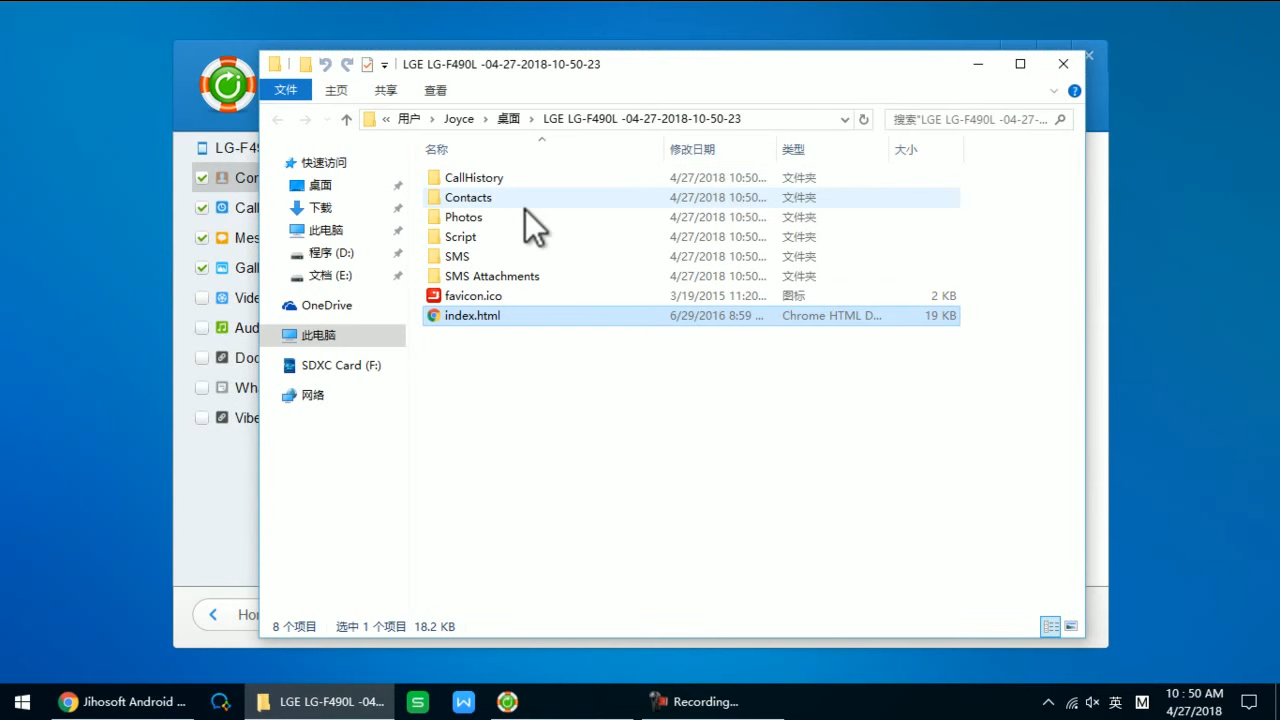 LGE LG-F490L -04-27-2018-10-50-23
文件 主页 共享 查看
« 用户 › Joyce › 桌面 › LGE LG-F490L -04-27-2018-10-50-23
搜索"LGE LG-F490L -04-27-...
名称 修改日期 类型 大小
CallHistory 4/27/2018 10:50... 文件夹
Contacts 4/27/2018 10:50... 文件夹
Photos 4/27/2018 10:50... 文件夹
Script 4/27/2018 10:50... 文件夹
SMS 4/27/2018 10:50... 文件夹
SMS Attachments 4/27/2018 10:50... 文件夹
favicon.ico 3/19/2015 11:20... 图标 2 KB
index.html 6/29/2016 8:59 ... Chrome HTML D... 19 KB
快速访问
桌面
下载
此电脑
程序 (D:)
文档 (E:)
OneDrive
此电脑
SDXC Card (F:)
网络
8 个项目 选中 1 个项目 18.2 KB
LG-F49
Con
Call
Mes
Gall
Vide
Aud
Doc
Wha
Vibe
Hor
Jihosoft Android ...
LGE LG-F490L -04...
Recording...
英
M
10 : 50 AM
4/27/2018